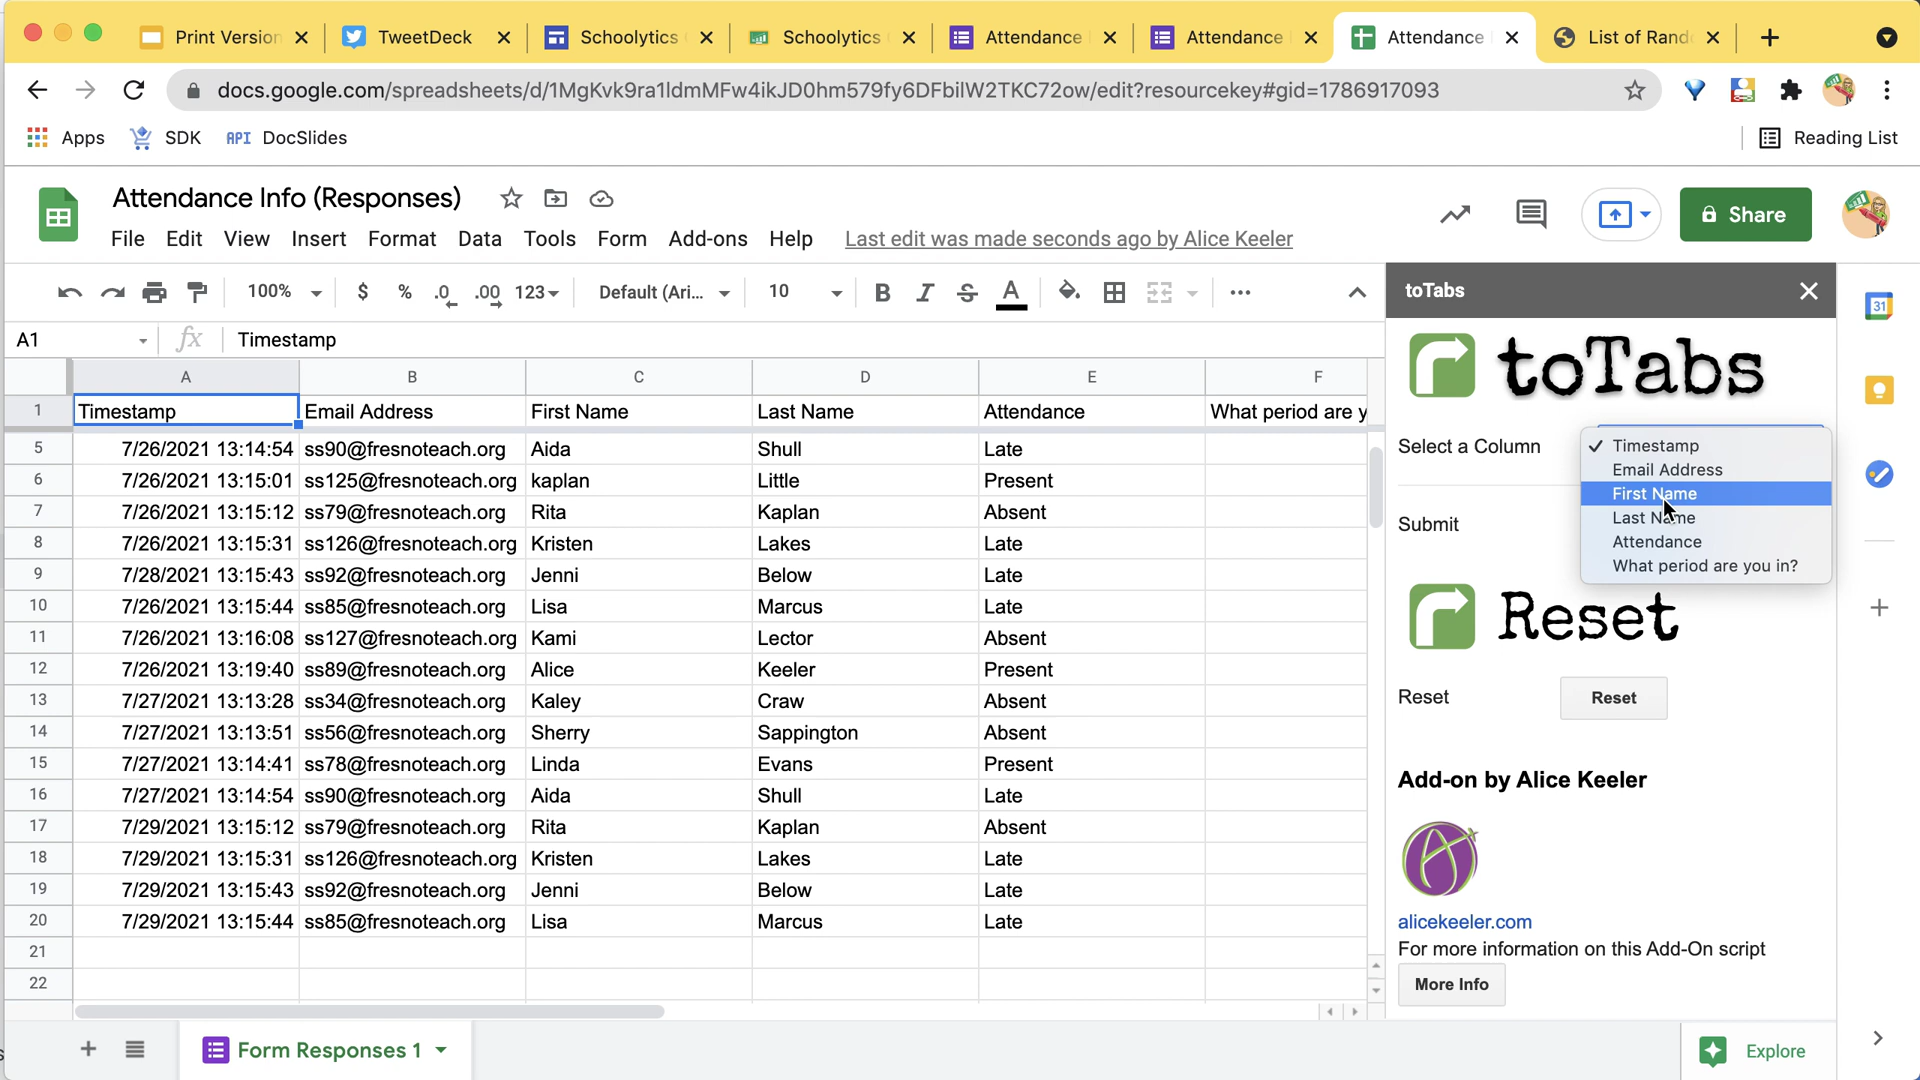 Print Version
TweetDeck
Schoolytics
Schoolytics
Attendance
Attendance
Attendance
List of Rand
docs.google.com/spreadsheets/d/1MgKvk9ra1ldmMFw4ikJD0hm579fy6DFbilW2TKC72ow/edit?resourcekey#gid=1786917093
Apps
SDK
API DocSlides
Reading List
Attendance Info (Responses)
File Edit View Insert Format Data Tools Form Add-ons Help Last edit was made seconds ago by Alice Keeler
Share
100% $ % .0 .00 123 Default (Ari... 10 B I S A
A1 fx Timestamp
A B C D E F
1 Timestamp Email Address First Name Last Name Attendance What period are y
5 7/26/2021 13:14:54 ss90@fresnoteach.org Aida Shull Late
6 7/26/2021 13:15:01 ss125@fresnoteach.org kaplan Little Present
7 7/26/2021 13:15:12 ss79@fresnoteach.org Rita Kaplan Absent
8 7/26/2021 13:15:31 ss126@fresnoteach.org Kristen Lakes Late
9 7/28/2021 13:15:43 ss92@fresnoteach.org Jenni Below Late
10 7/26/2021 13:15:44 ss85@fresnoteach.org Lisa Marcus Late
11 7/26/2021 13:16:08 ss127@fresnoteach.org Kami Lector Absent
12 7/26/2021 13:19:40 ss89@fresnoteach.org Alice Keeler Present
13 7/27/2021 13:13:28 ss34@fresnoteach.org Kaley Craw Absent
14 7/27/2021 13:13:51 ss56@fresnoteach.org Sherry Sappington Absent
15 7/27/2021 13:14:41 ss78@fresnoteach.org Linda Evans Present
16 7/27/2021 13:14:54 ss90@fresnoteach.org Aida Shull Late
17 7/29/2021 13:15:12 ss79@fresnoteach.org Rita Kaplan Absent
18 7/29/2021 13:15:31 ss126@fresnoteach.org Kristen Lakes Late
19 7/29/2021 13:15:43 ss92@fresnoteach.org Jenni Below Late
20 7/29/2021 13:15:44 ss85@fresnoteach.org Lisa Marcus Late
21
22
Form Responses 1
Explore
toTabs
toTabs
Select a Column
Timestamp
Email Address
First Name
Last Name
Attendance
What period are you in?
Submit
Reset
Reset
Reset
Add-on by Alice Keeler
A+
alicekeeler.com
For more information on this Add-On script
More Info
31